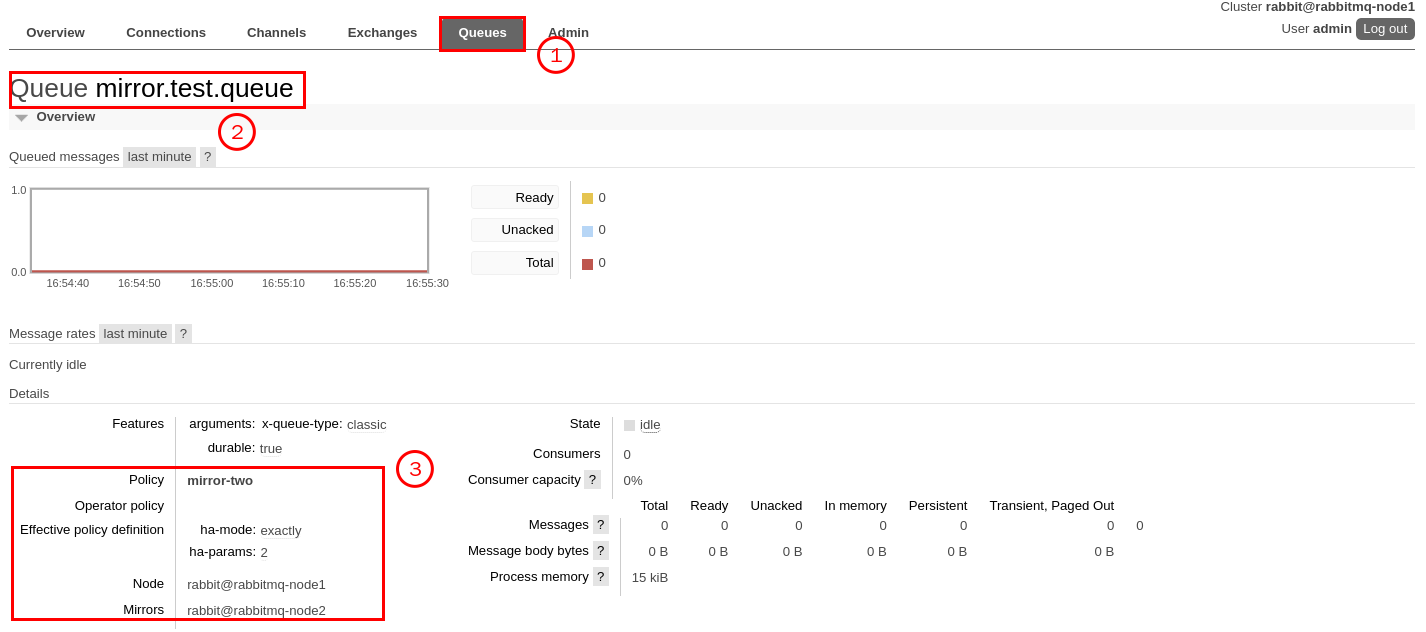 Cluster rabbit@rabbitmq-node1
User admin Log out
Overview Connections Channels Exchanges Queues Admin
1
Queue mirror.test.queue
Overview
2
Queued messages last minute ?
1.0
0.0
16:54:40 16:54:50 16:55:00 16:55:10 16:55:20 16:55:30
Ready 0
Unacked 0
Total 0
Message rates last minute ?
Currently idle
Details
Features arguments: x-queue-type: classic
durable: true
3
Policy mirror-two
Operator policy
Effective policy definition ha-mode: exactly
ha-params: 2
Node rabbit@rabbitmq-node1
Mirrors rabbit@rabbitmq-node2
State idle
Consumers 0
Consumer capacity ? 0%
Total Ready Unacked In memory Persistent Transient, Paged Out
Messages ? 0 0 0 0 0 0 0
Message body bytes ? 0 B 0 B 0 B 0 B 0 B 0 B
Process memory ? 15 kiB